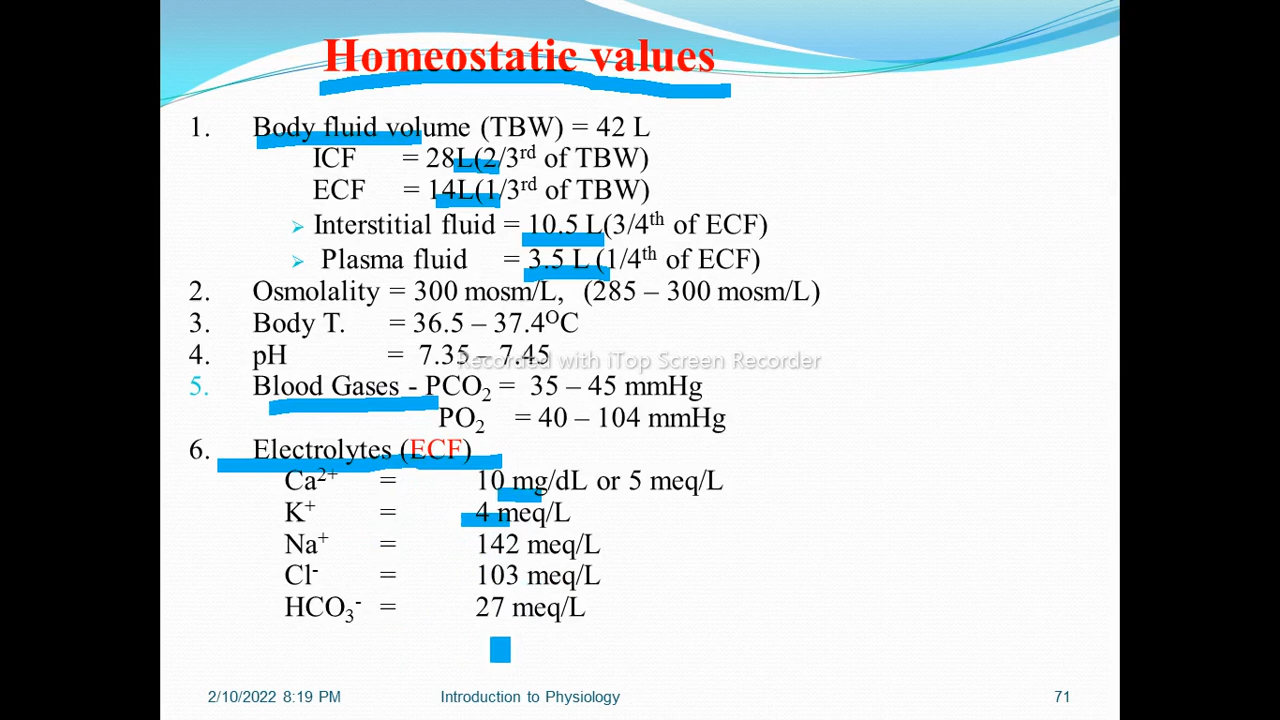 Homeostatic values
1. Body fluid volume (TBW) = 42 L
ICF = 28L(2/3rd of TBW)
ECF = 14L(1/3rd of TBW)
Interstitial fluid = 10.5 L(3/4th of ECF)
Plasma fluid = 3.5 L (1/4th of ECF)
2. Osmolality = 300 mosm/L, (285 – 300 mosm/L)
3. Body T. = 36.5 – 37.4OC
4. pH = 7.35 – 7.45
Recorded with iTop Screen Recorder
5. Blood Gases - PCO2 = 35 – 45 mmHg
PO2 = 40 – 104 mmHg
6. Electrolytes (ECF)
Ca2+ = 10 mg/dL or 5 meq/L
K+ = 4 meq/L
Na+ = 142 meq/L
Cl- = 103 meq/L
HCO3- = 27 meq/L
2/10/2022 8:19 PM Introduction to Physiology 71